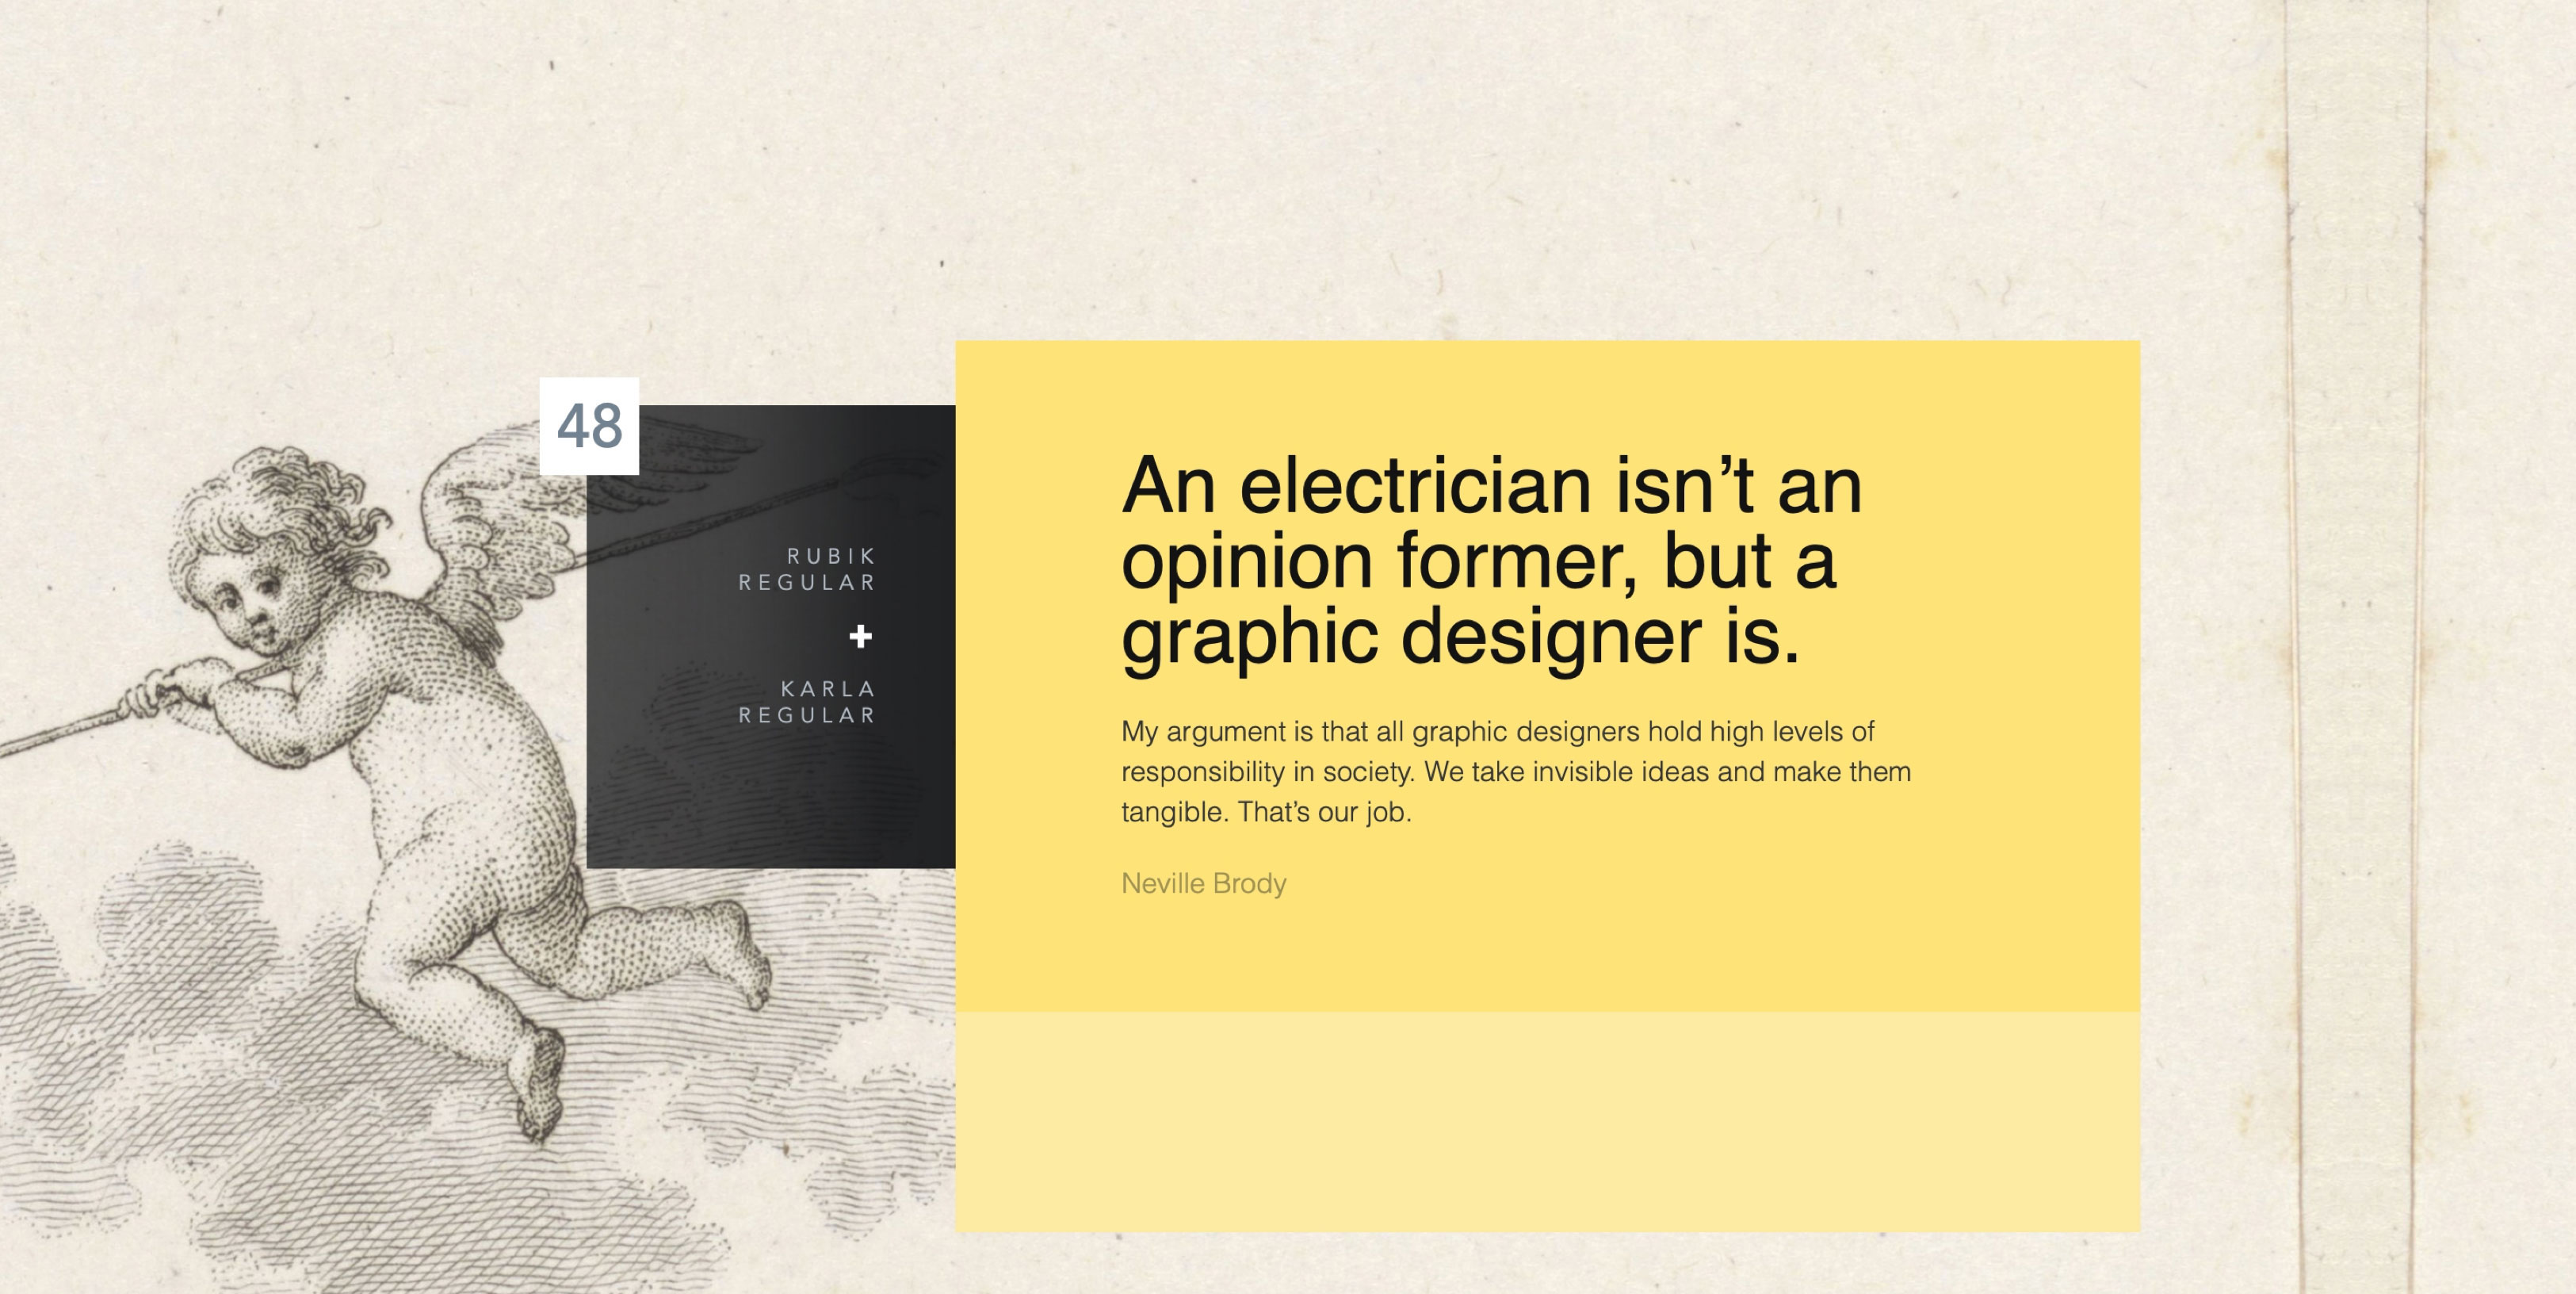 48
RUBIK
REGULAR
+
KARLA
REGULAR
An electrician isn’t an
opinion former, but a
graphic designer is.
My argument is that all graphic designers hold high levels of
responsibility in society. We take invisible ideas and make them
tangible. That’s our job.
Neville Brody